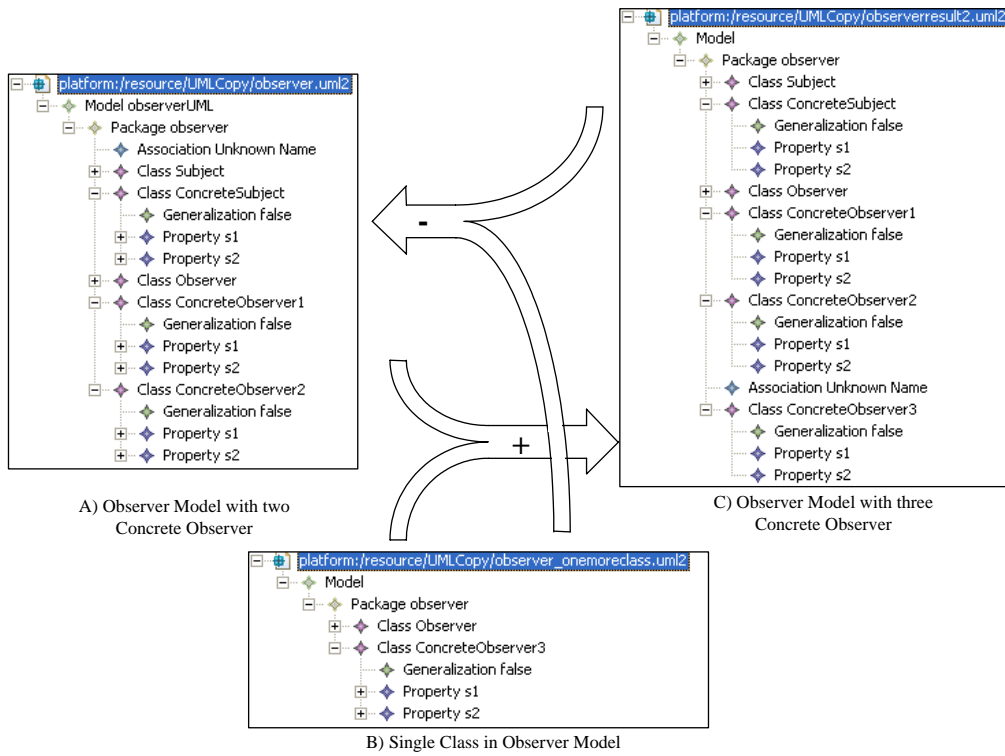 platform:/resource/UMLCopy/observer.uml2
Model observerUML
Package observer
Association Unknown Name
Class Subject
Class ConcreteSubject
Generalization false
Property s1
Property s2
Class Observer
Class ConcreteObserver1
Generalization false
Property s1
Property s2
Class ConcreteObserver2
Generalization false
Property s1
Property s2
A) Observer Model with two
Concrete Observer
-
+
platform:/resource/UMLCopy/observerresult2.uml2
Model
Package observer
Class Subject
Class ConcreteSubject
Generalization false
Property s1
Property s2
Class Observer
Class ConcreteObserver1
Generalization false
Property s1
Property s2
Class ConcreteObserver2
Generalization false
Property s1
Property s2
Association Unknown Name
Class ConcreteObserver3
Generalization false
Property s1
Property s2
C) Observer Model with three
Concrete Observer
platform:/resource/UMLCopy/observer_onemoreclass.uml2
Model
Package observer
Class Observer
Class ConcreteObserver3
Generalization false
Property s1
Property s2
B) Single Class in Observer Model